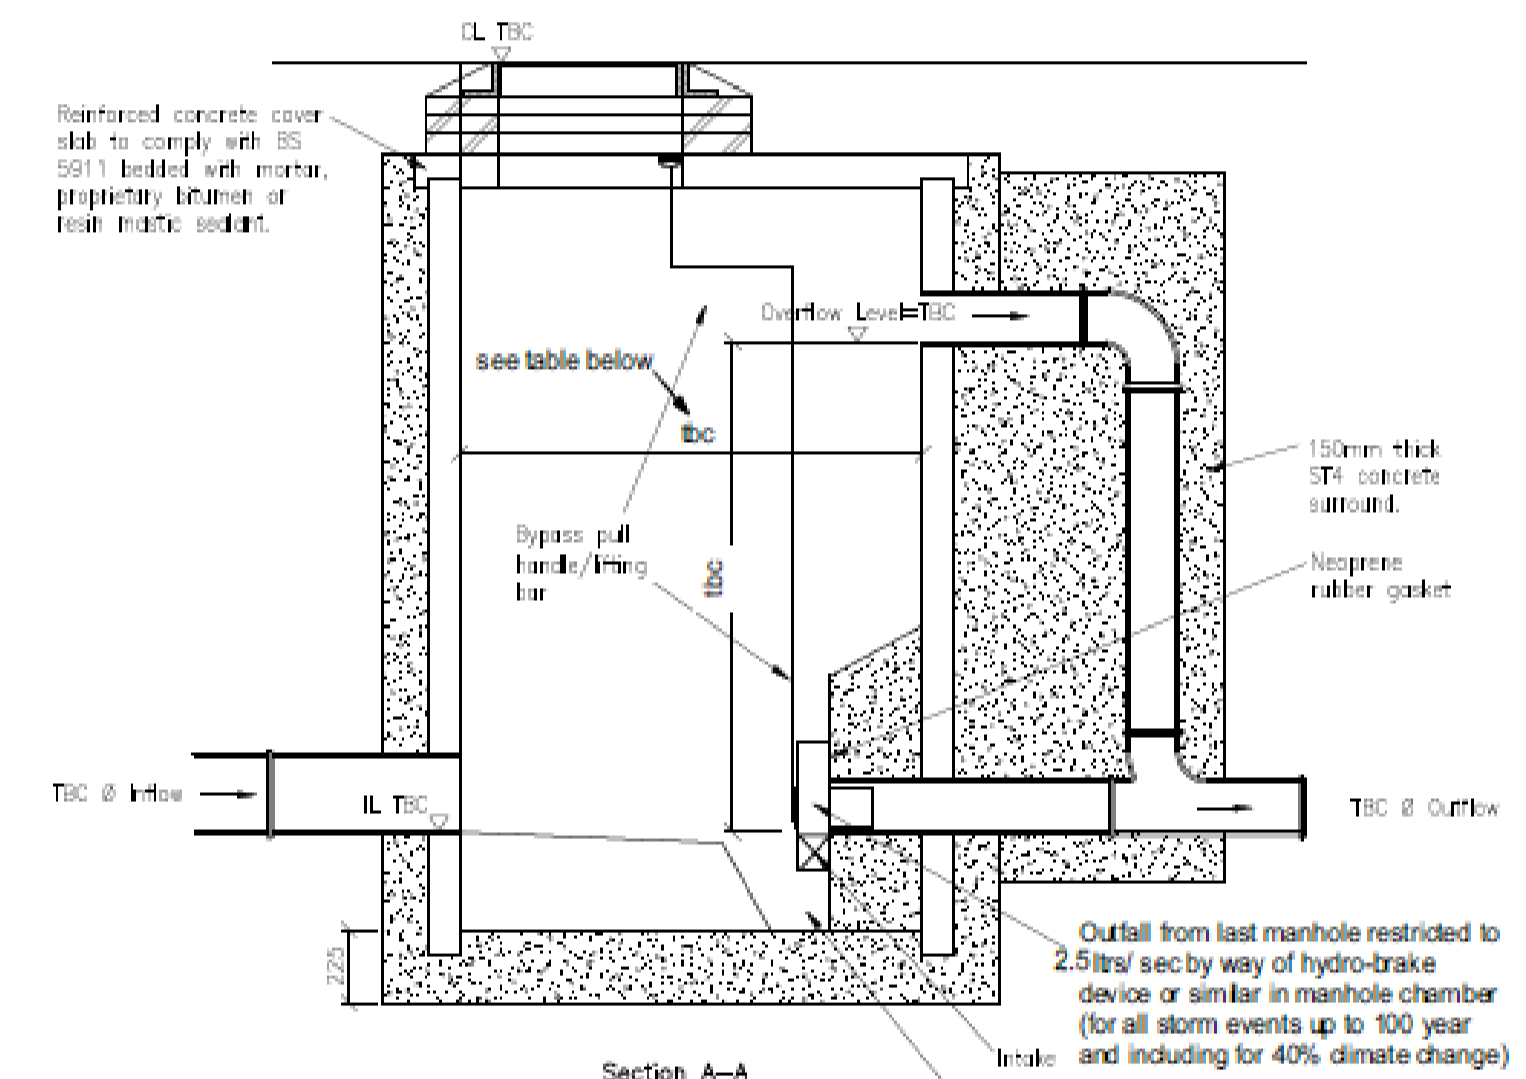 CL TBC
Reinforced concrete cover
slab to comply with BS
5911 bedded with mortar,
proprietary bitumen or
resin mastic sealant.
Overflow Level=TBC
see table below
tbc
150mm thick
ST4 concrete
surround.
Bypass pull
handle/lifting
bar
tbc
Neoprene
rubber gasket
TBC Ø Inflow
IL TBC
TBC Ø Outflow
225
Outfall from last manhole restricted to
2.5litrs/ sec by way of hydro-brake
device or similar in manhole chamber
(for all storm events up to 100 year
and including for 40% climate change)
Intake
Section A-A